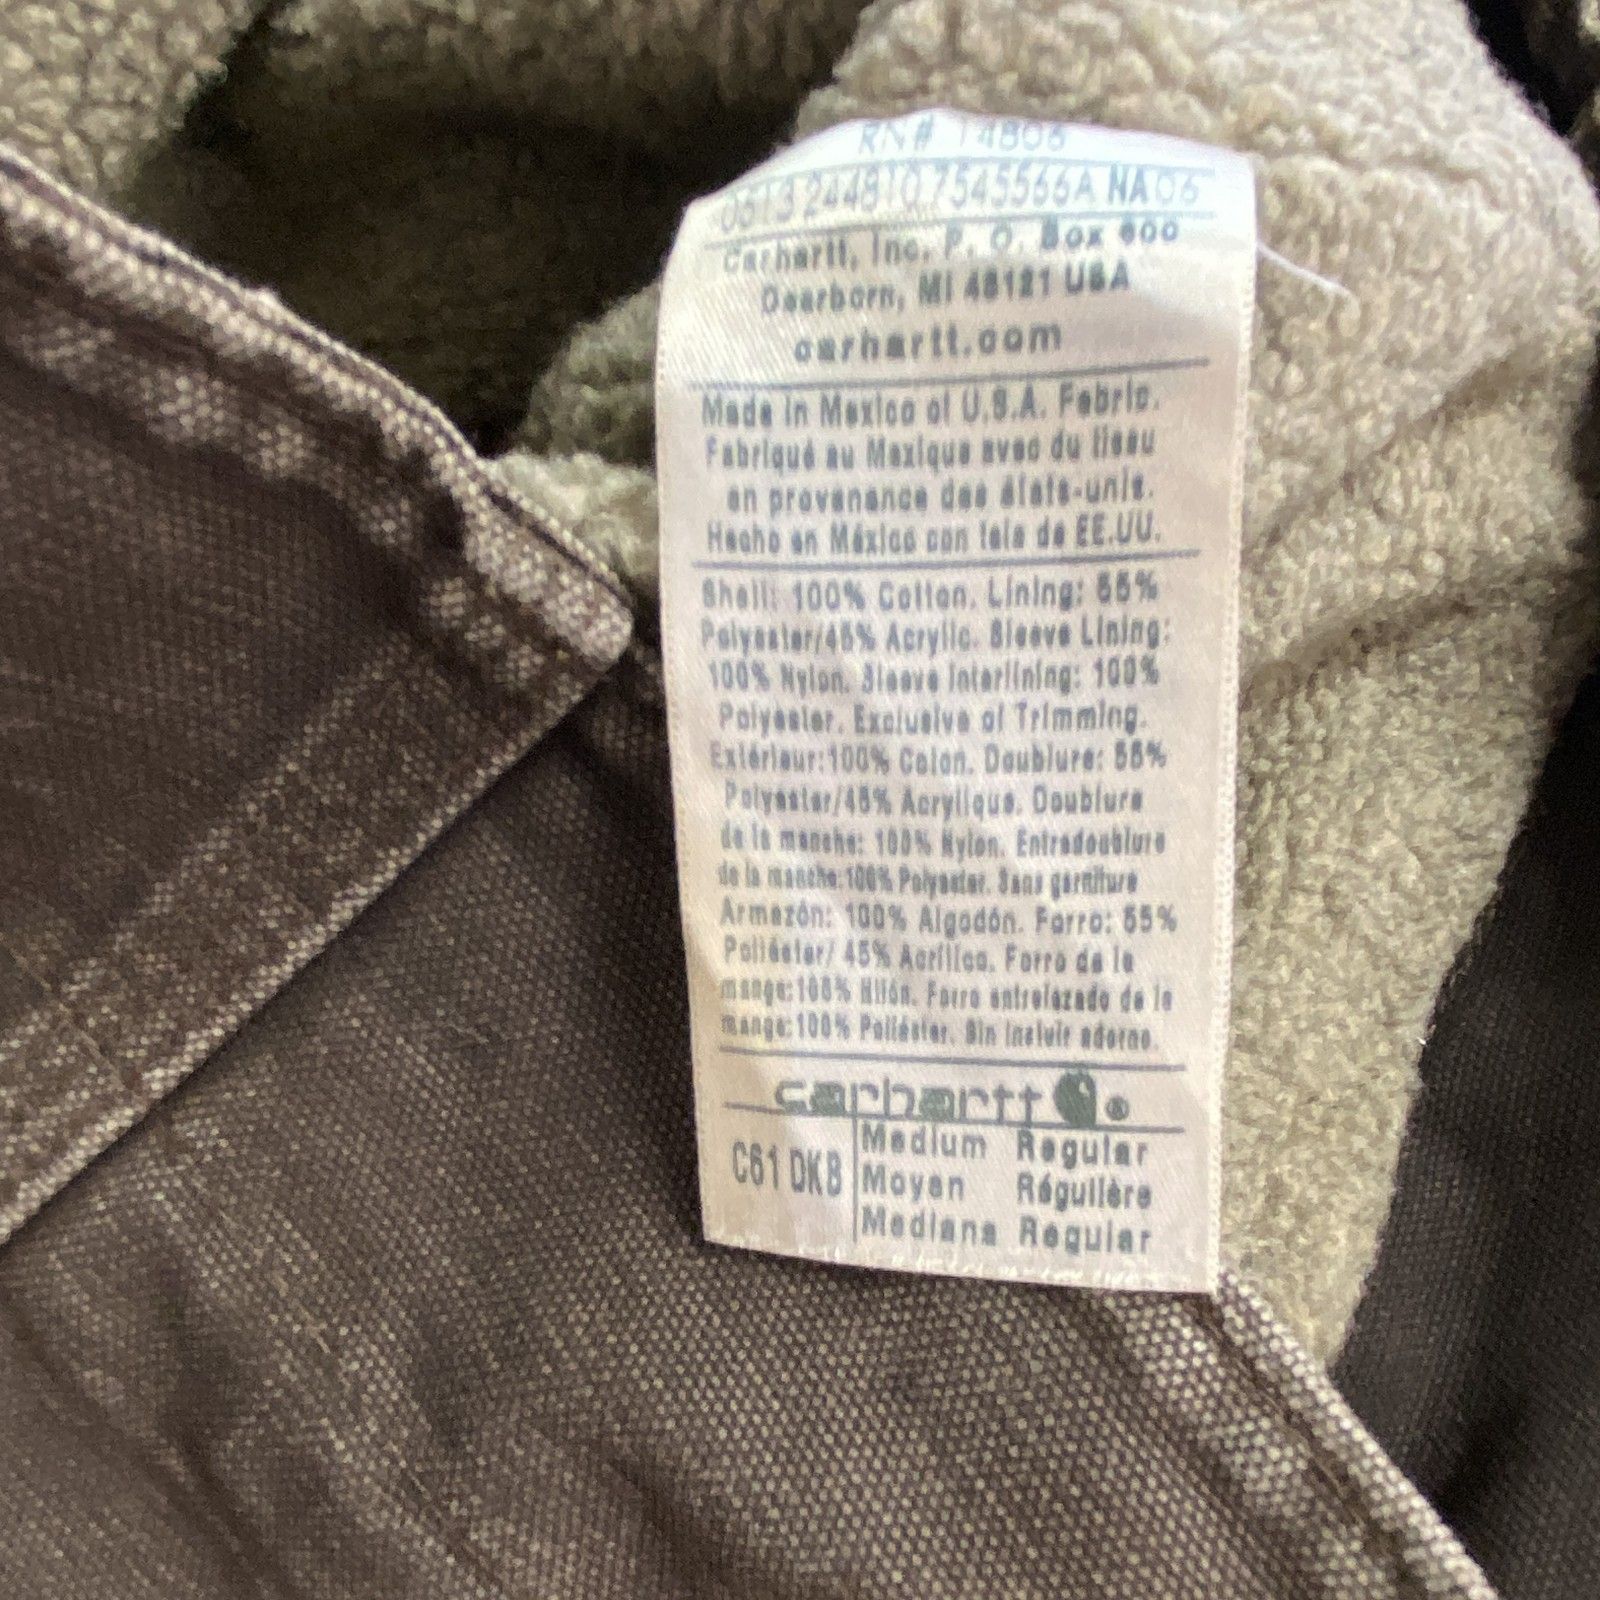 RN# 14806
0613 244810 7545566A NA06
Carhartt, Inc. P. O. Box 600
Dearborn, MI 48121 USA
carhartt.com
Made in Mexico of U.S.A. Fabric.
Fabriqué au Mexique avec du tissu
en provenance des états-unis.
Hecho en México con tela de EE.UU.
Shell: 100% Cotton. Lining: 55%
Polyester/45% Acrylic. Sleeve Lining:
100% Nylon. Sleeve Interlining: 100%
Polyester. Exclusive of Trimming.
Extérieur:100% Coton. Doublure: 55%
Polyester/45% Acrylique. Doublure
de la manche: 100% Nylon. Entredoublure
de la manche:100% Polyester. Sans garniture
Armazón: 100% Algodón. Forro: 55%
Poliéster/ 45% Acrílico. Forro de la
manga:100% Nilón. Forro entrelazado de la
manga:100% Poliéster. Sin incluir adorno.
carhartt ®
C61 DKB
Medium Regular
Moyen Régulière
Mediana Regular